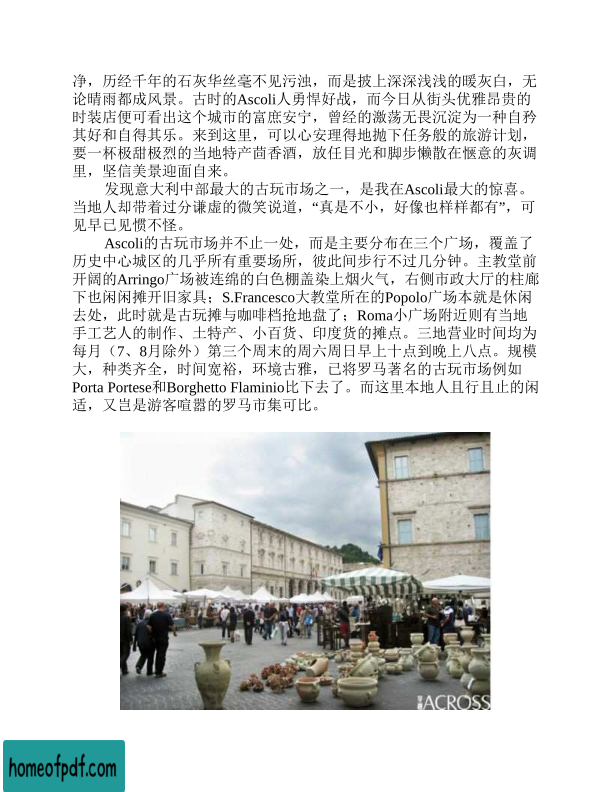 净，历经千年的石灰华丝毫不见污浊，而是披上深深浅浅的暖灰白，无
论晴雨都成风景。古时的Ascoli人勇悍好战，而今日从街头优雅昂贵的
时装店便可看出这个城市的富庶安宁，曾经的激荡无畏沉淀为一种自矜
其好和自得其乐。来到这里，可以心安理得地抛下任务般的旅游计划，
要一杯极甜极烈的当地特产茴香酒，放任目光和脚步懒散在惬意的灰调
里，坚信美景迎面自来。
发现意大利中部最大的古玩市场之一，是我在Ascoli最大的惊喜。
当地人却带着过分谦虚的微笑说道，“真是不小，好像也样样都有”，可
见早已见惯不怪。
Ascoli的古玩市场并不止一处，而是主要分布在三个广场，覆盖了
历史中心城区的几乎所有重要场所，彼此间步行不过几分钟。主教堂前
开阔的Arringo广场被连绵的白色棚盖染上烟火气，右侧市政大厅的柱廊
下也闲闲摊开旧家具；S.Francesco大教堂所在的Popolo广场本就是休闲
去处，此时就是古玩摊与咖啡档抢地盘了；Roma小广场附近则有当地
手工艺人的制作、土特产、小百货、印度货的摊点。三地营业时间均为
每月（7、8月除外）第三个周末的周六周日早上十点到晚上八点。规模
大，种类齐全，时间宽裕，环境古雅，已将罗马著名的古玩市场例如
Porta Portese和Borghetto Flaminio比下去了。而这里本地人且行且止的闲
适，又岂是游客喧嚣的罗马市集可比。
ACROSS
homeofpdf.com